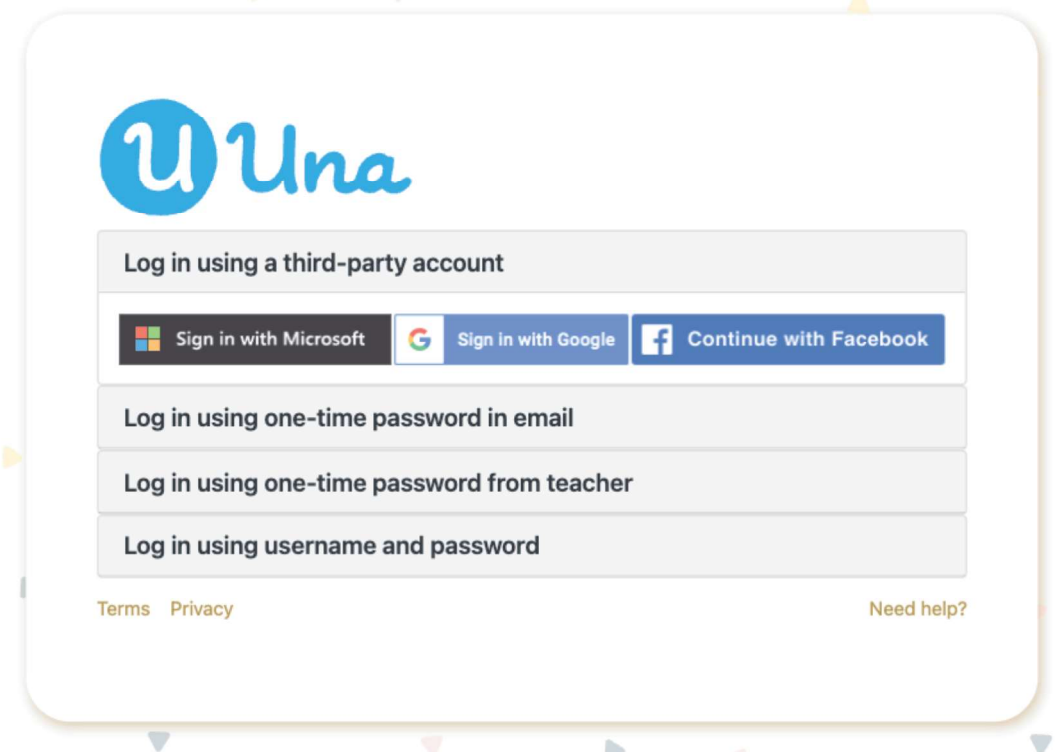 U Una
Log in using a third-party account
Sign in with Microsoft G Sign in with Google f Continue with Facebook
Log in using one-time password in email
Log in using one-time password from teacher
Log in using username and password
Terms Privacy Need help?